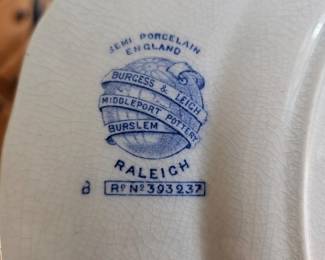 SEMI PORCELAIN
ENGLAND
BURGESS & LEIGH
MIDDLEPORT POTTERY
BURSLEM
RALEIGH
a
Rᴰ Nᵒ 393237